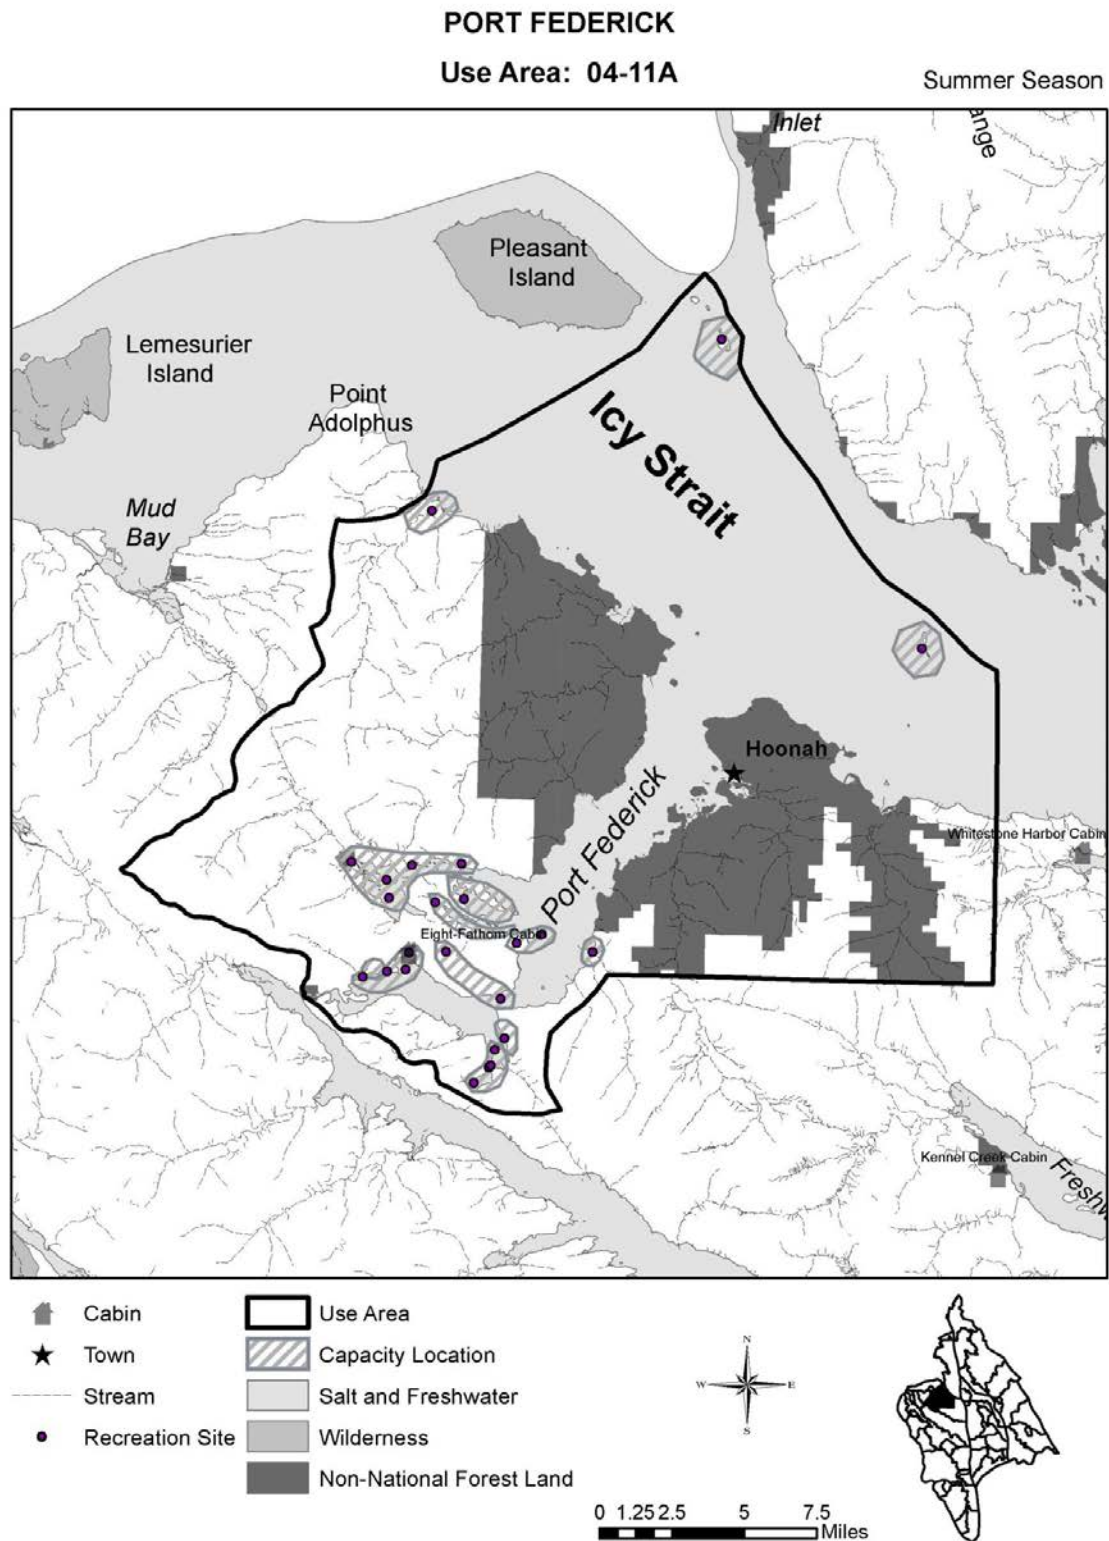 PORT FEDERICK
Use Area: 04-11A
Summer Season
Inlet
ange
Pleasant
Island
Lemesurier
Island
Point
Adolphus
Icy Strait
Mud
Bay
Hoonah
Whitestone Harbor Cabin
Port Federick
Eight-Fathom Cabin
Kennel Creek Cabin
Freshw
Cabin
Town
Stream
Recreation Site
Use Area
Capacity Location
Salt and Freshwater
Wilderness
Non-National Forest Land
N
W E
S
0 1.25 2.5 5 7.5
Miles